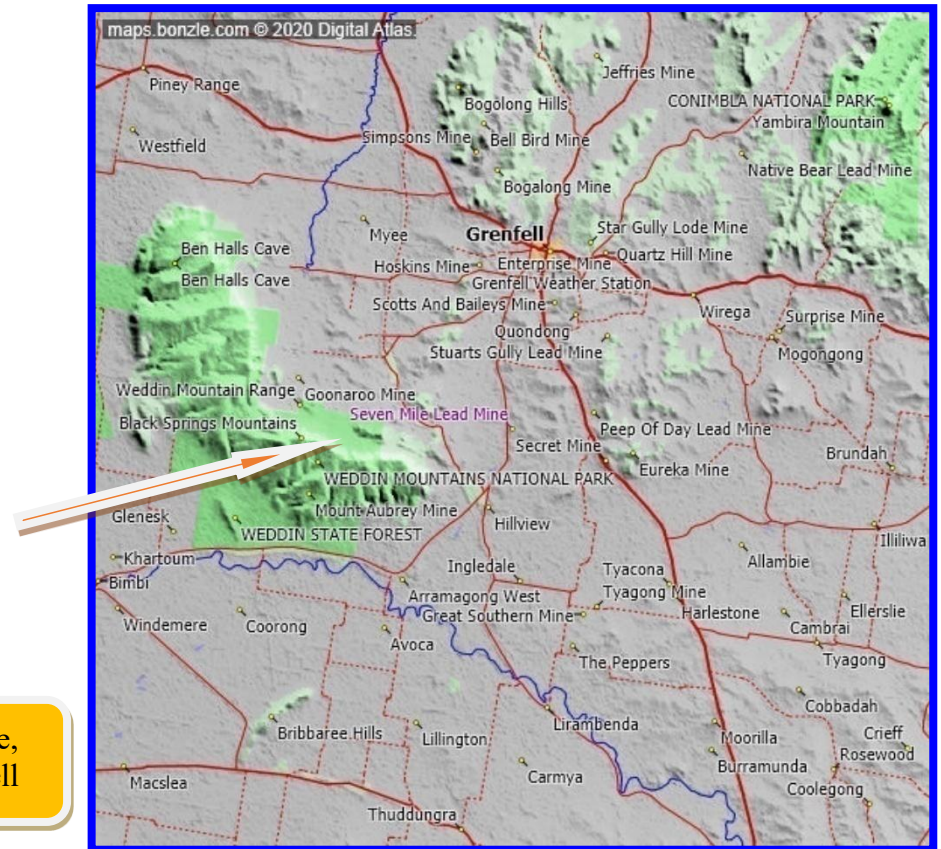 maps.bonzle.com © 2020 Digital Atlas.
Piney Range
Jeffries Mine
Bogolong Hills
CONIMBLA NATIONAL PARK
Yambira Mountain
Westfield
Simpsons Mine
Bell Bird Mine
Native Bear Lead Mine
Bogalong Mine
Myee
Grenfell
Star Gully Lode Mine
Ben Halls Cave
Hoskins Mine
Enterprise Mine
Quartz Hill Mine
Ben Halls Cave
Grenfell Weather Station
Scotts And Baileys Mine
Wirega
Surprise Mine
Quondong
Stuarts Gully Lead Mine
Mogongong
Weddin Mountain Range
Goonaroo Mine
Seven Mile Lead Mine
Black Springs Mountains
Peep Of Day Lead Mine
Secret Mine
Brundah
Eureka Mine
WEDDIN MOUNTAINS NATIONAL PARK
Mount Aubrey Mine
Glenesk
Hillview
WEDDIN STATE FOREST
Illiliwa
Khartoum
Ingledale
Tyacona
Allambie
Bimbi
Arramagong West
Tyagong Mine
Great Southern Mine
Harlestone
Ellerslie
Windemere
Coorong
Cambrai
Avoca
The Peppers
Tyagong
Cobbadah
Bribbaree Hills
Lillington
Lirambenda
Moorilla
Crieff
Rosewood
Burramunda
Macslea
Carmya
Coolegong
Thuddungra